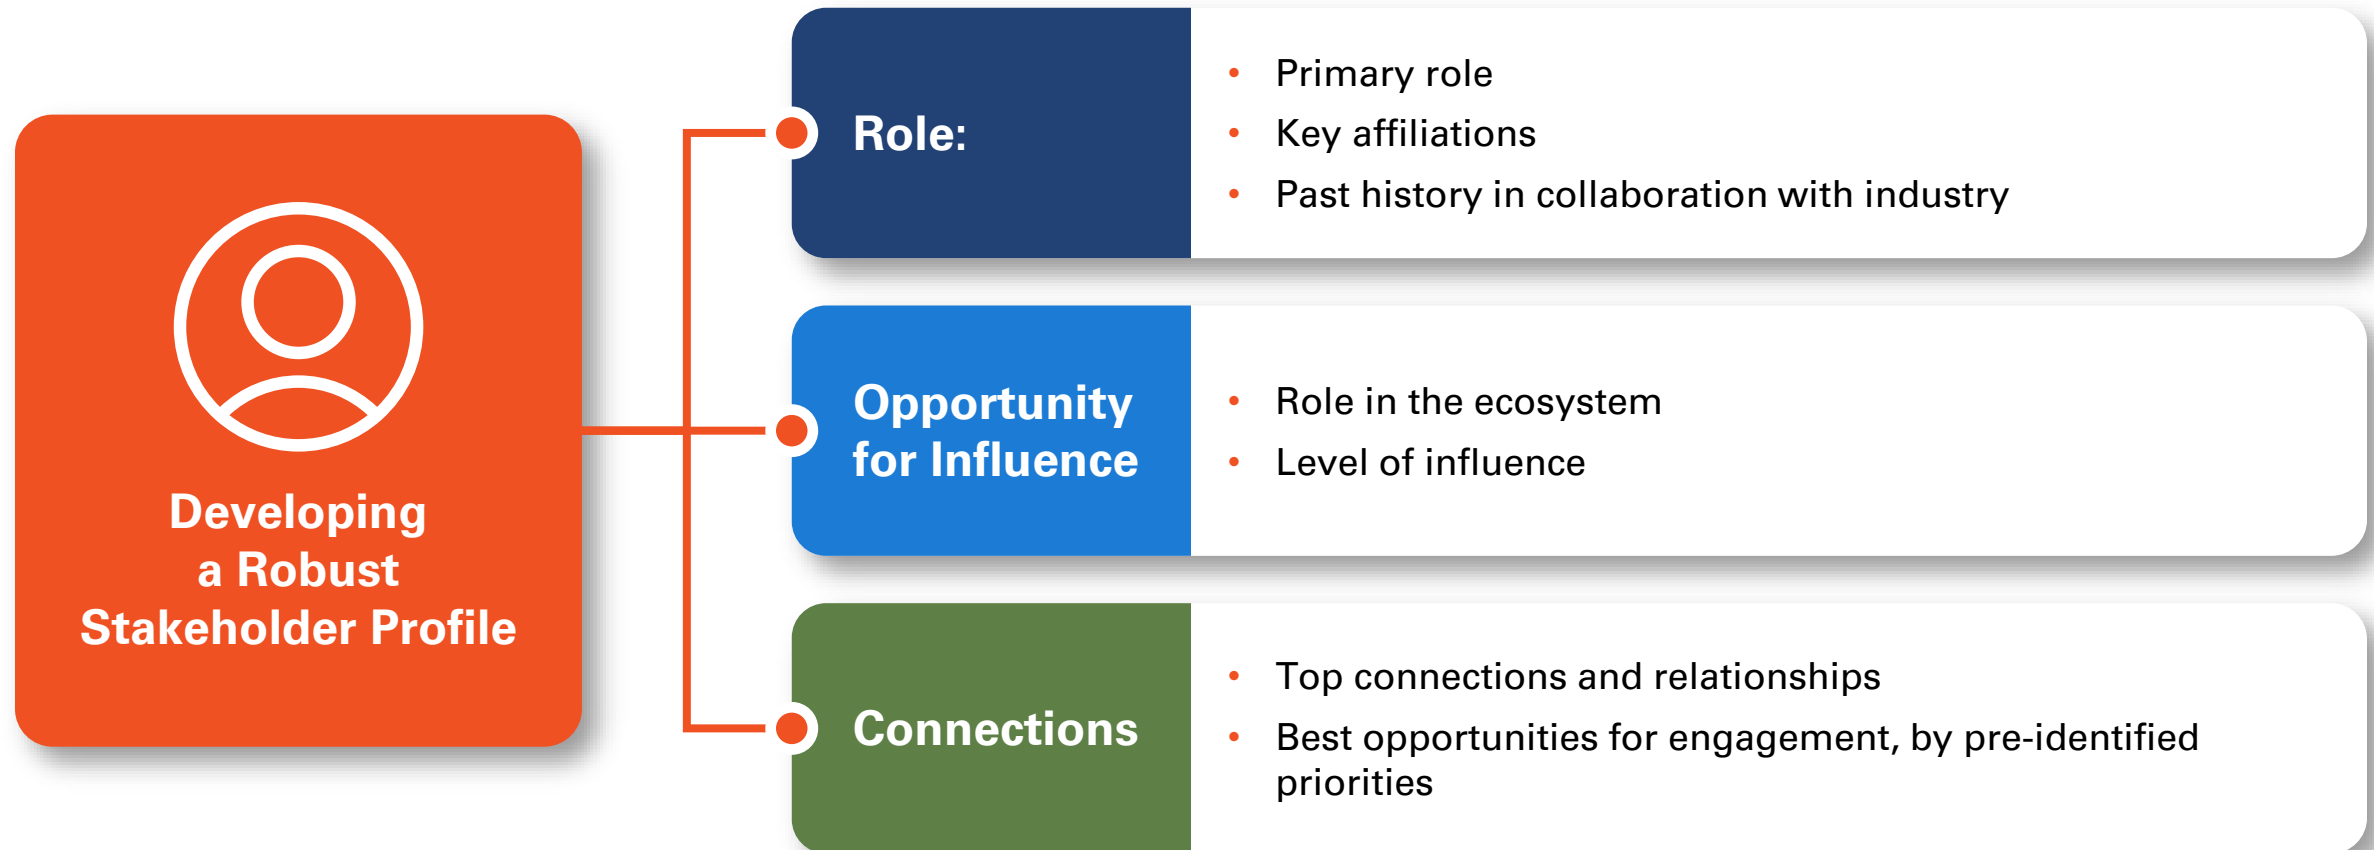 Developing
a Robust
Stakeholder Profile
Role:
• Primary role
• Key affiliations
• Past history in collaboration with industry
Opportunity
for Influence
• Role in the ecosystem
• Level of influence
Connections
• Top connections and relationships
• Best opportunities for engagement, by pre-identified
priorities